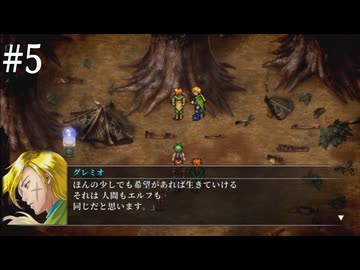 #5
グレミオ
ほんの少しでも希望があれば生きていける
それは 人間もエルフも
同じだと思います。」